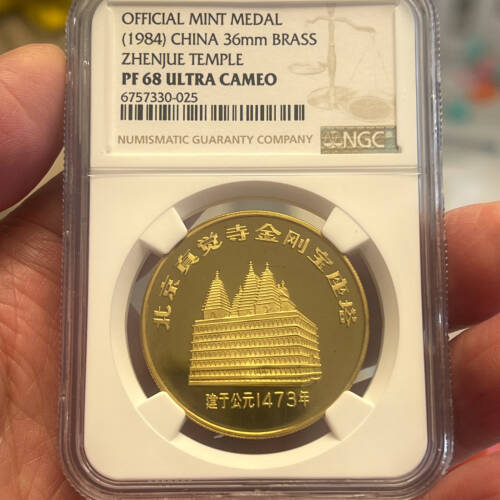 OFFICIAL MINT MEDAL
(1984) CHINA 36mm BRASS
ZHENJUE TEMPLE
PF 68 ULTRA CAMEO
6757330-025
NUMISMATIC GUARANTY COMPANY
NGC
北京真觉寺金刚宝座塔
建于公元1473年